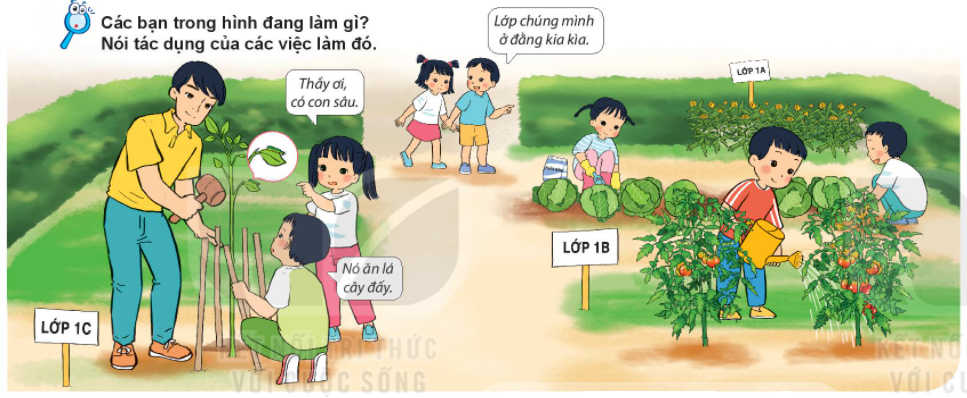 Các bạn trong hình đang làm gì?
Nói tác dụng của các việc làm đó.
Lớp chúng mình
ở đằng kia kìa.
Thầy ơi,
có con sâu.
LỚP 1A
LỚP 1B
Nó ăn lá
cây đấy.
LỚP 1C
KẾT NỐI TRI THỨC
VỚI CUỘC SỐNG
KẾT NỐ
VỚI CU